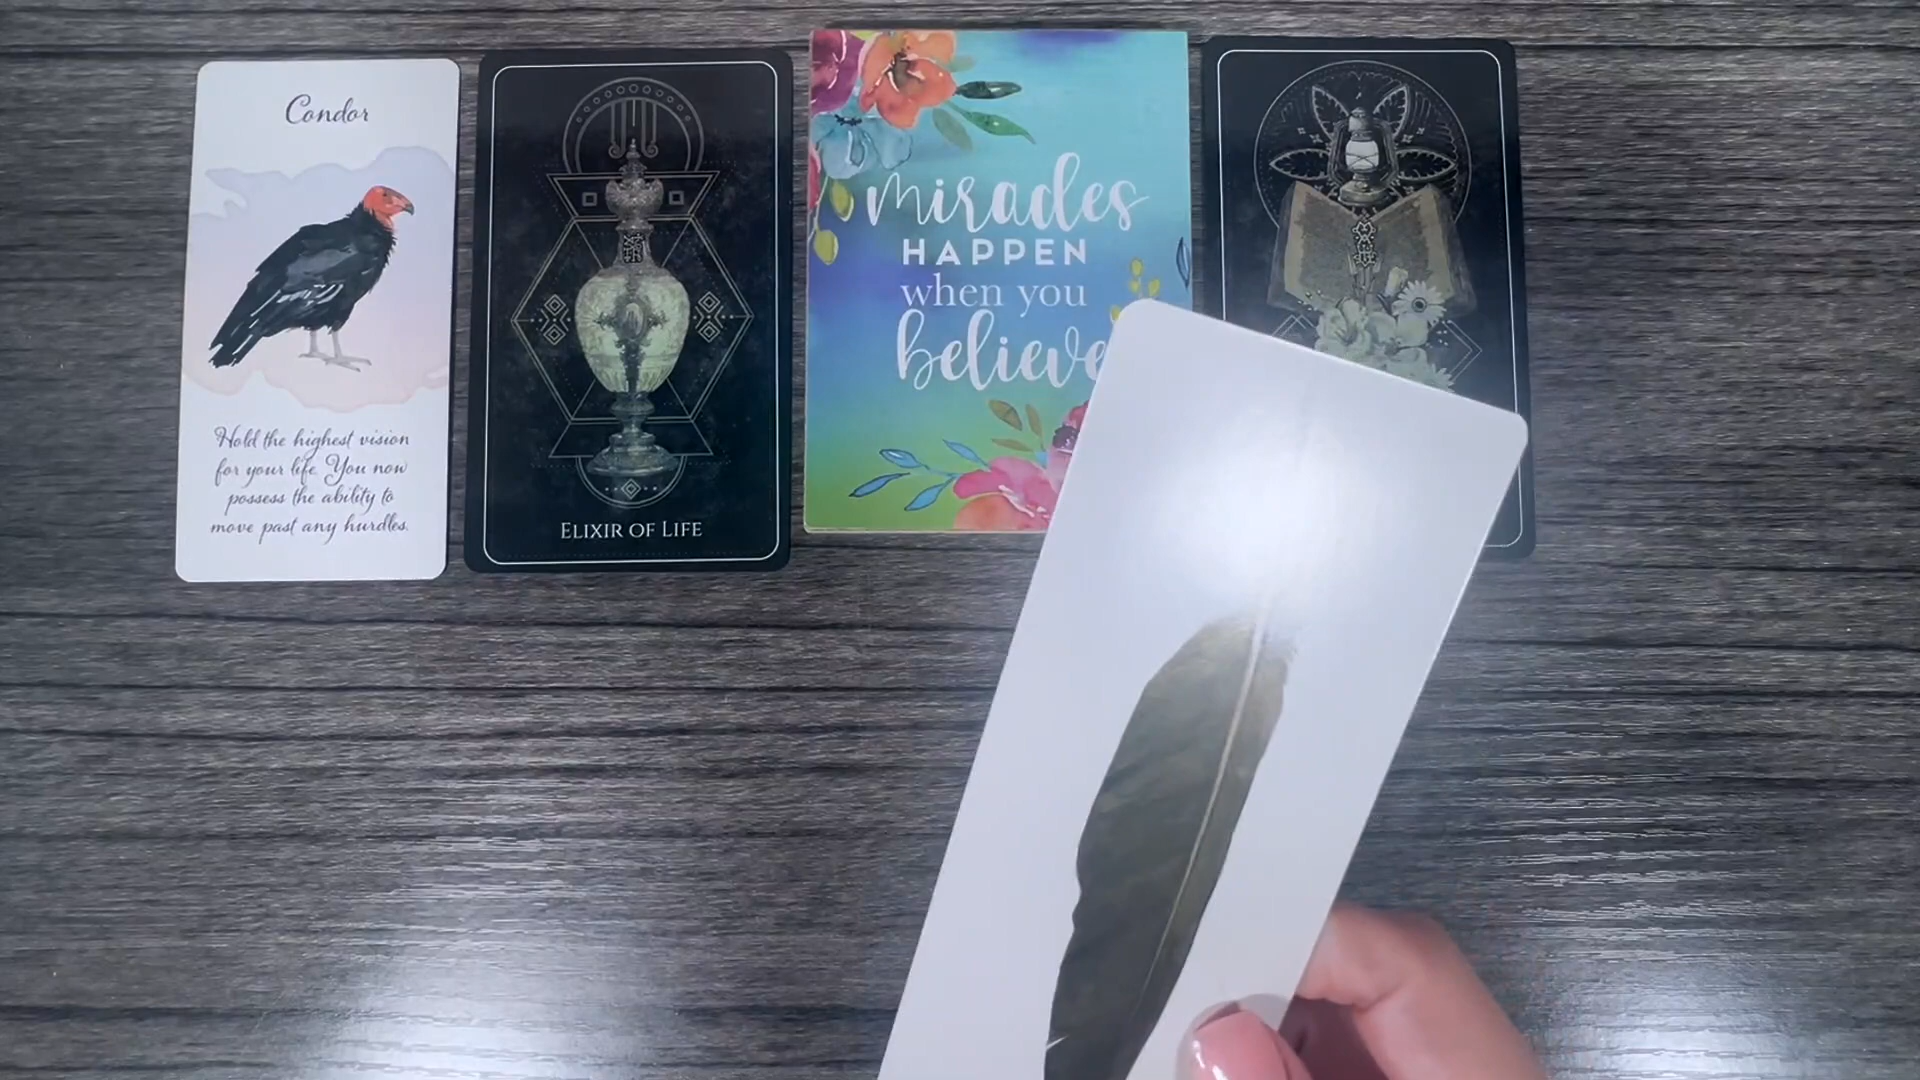 Condor
Hold the highest vision
for your life. You now
possess the ability to
move past any hurdles.
ELIXIR OF LIFE
miracles
HAPPEN
when you
believe